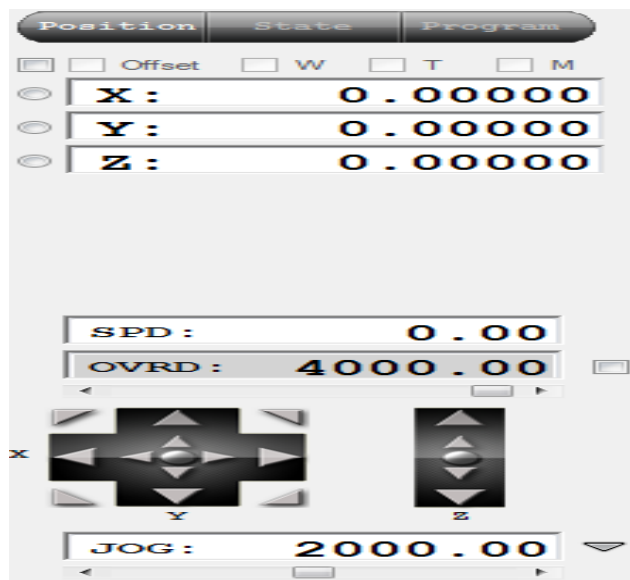 Position State Program
Offset W T M
X: 0.00000
Y: 0.00000
Z: 0.00000
SPD: 0.00
OVRD: 4000.00
X
Y Z
JOG: 2000.00